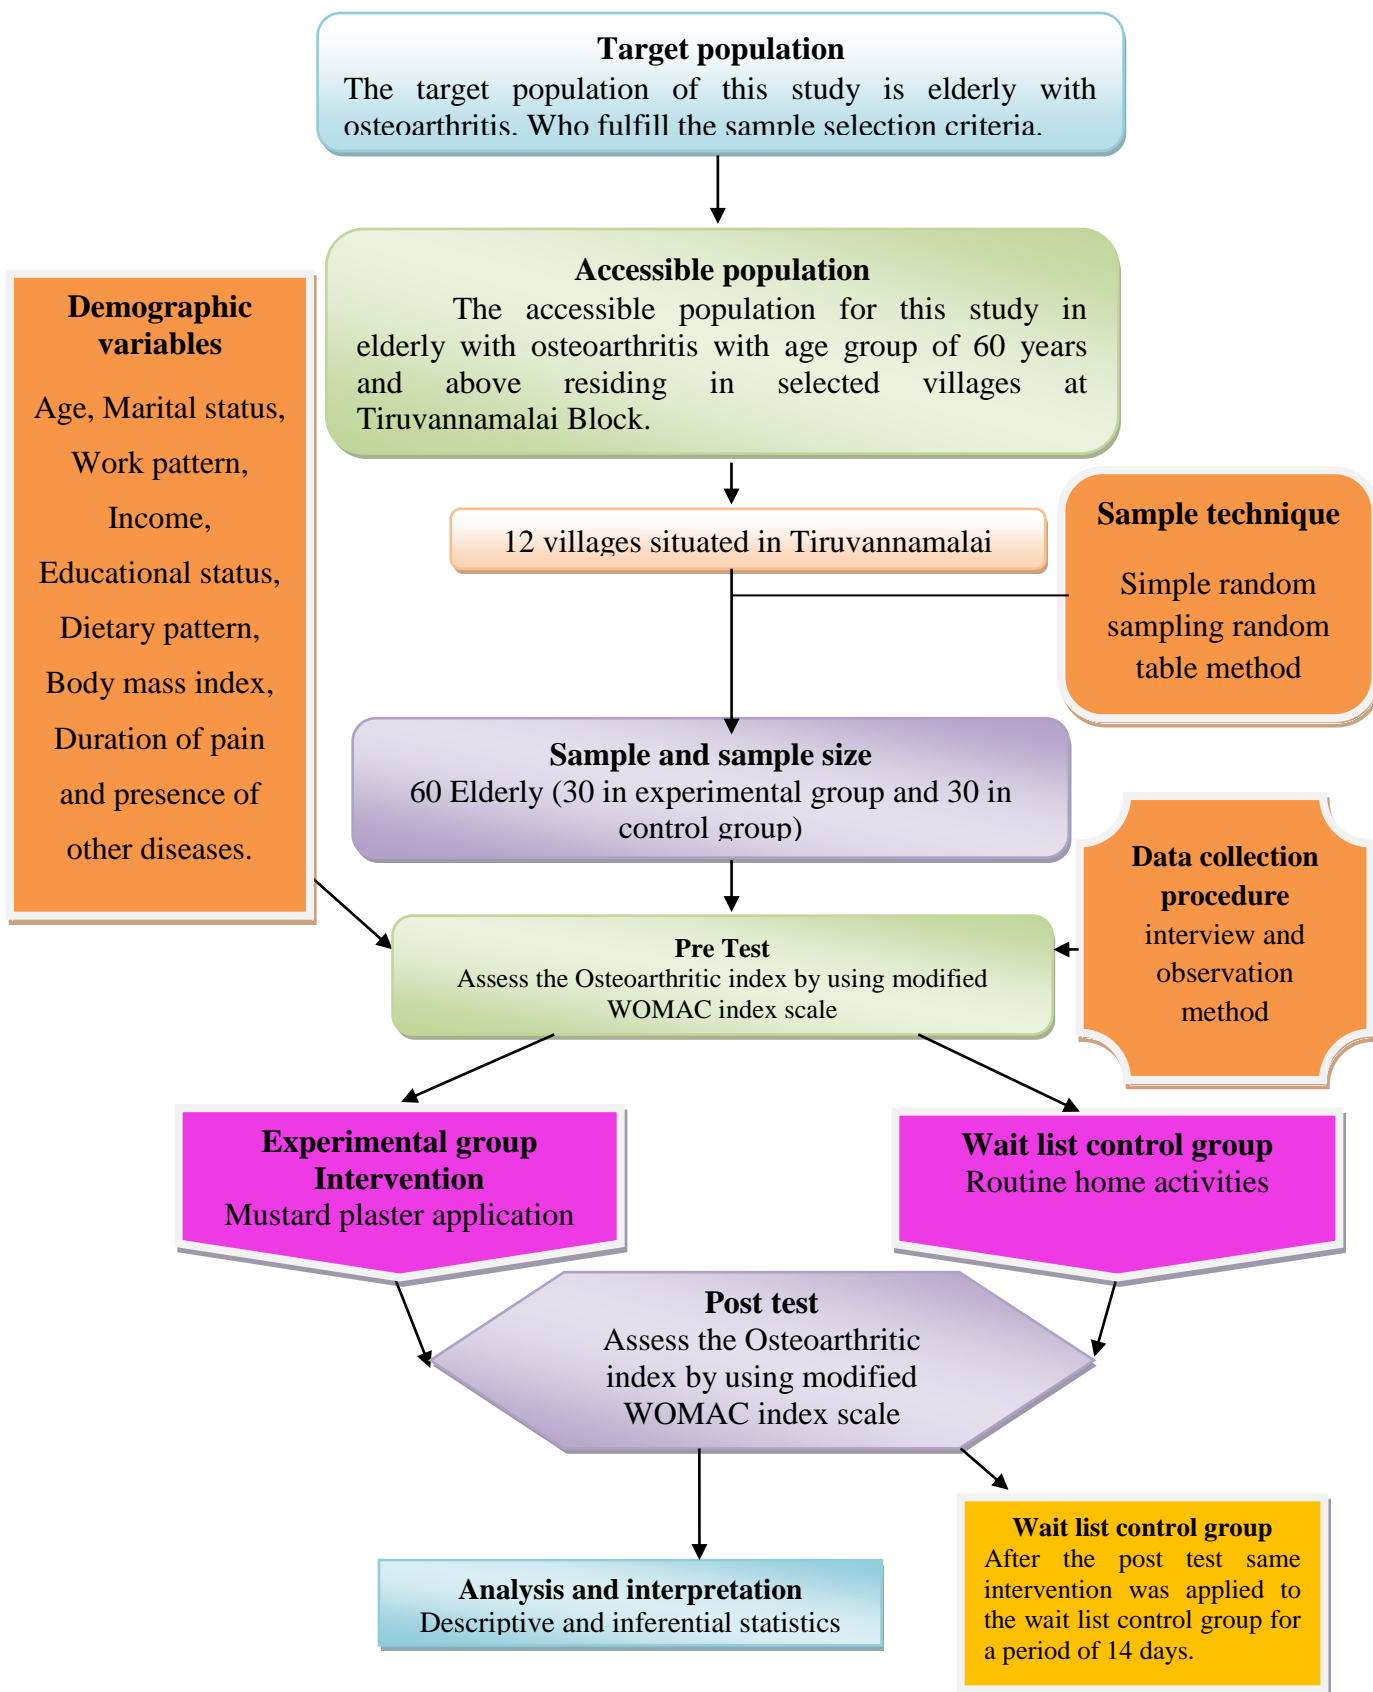 Target population
The target population of this study is elderly with
osteoarthritis. Who fulfill the sample selection criteria.
Accessible population
The accessible population for this study in
elderly with osteoarthritis with age group of 60 years
and above residing in selected villages at
Tiruvannamalai Block.
Demographic
variables
Age, Marital status,
Work pattern,
Income,
Educational status,
Dietary pattern,
Body mass index,
Duration of pain
and presence of
other diseases.
12 villages situated in Tiruvannamalai
Sample technique
Simple random
sampling random
table method
Sample and sample size
60 Elderly (30 in experimental group and 30 in
control group)
Data collection
procedure
interview and
observation
method
Pre Test
Assess the Osteoarthritic index by using modified
WOMAC index scale
Experimental group
Intervention
Mustard plaster application
Wait list control group
Routine home activities
Post test
Assess the Osteoarthritic
index by using modified
WOMAC index scale
Analysis and interpretation
Descriptive and inferential statistics
Wait list control group
After the post test same
intervention was applied to
the wait list control group for
a period of 14 days.